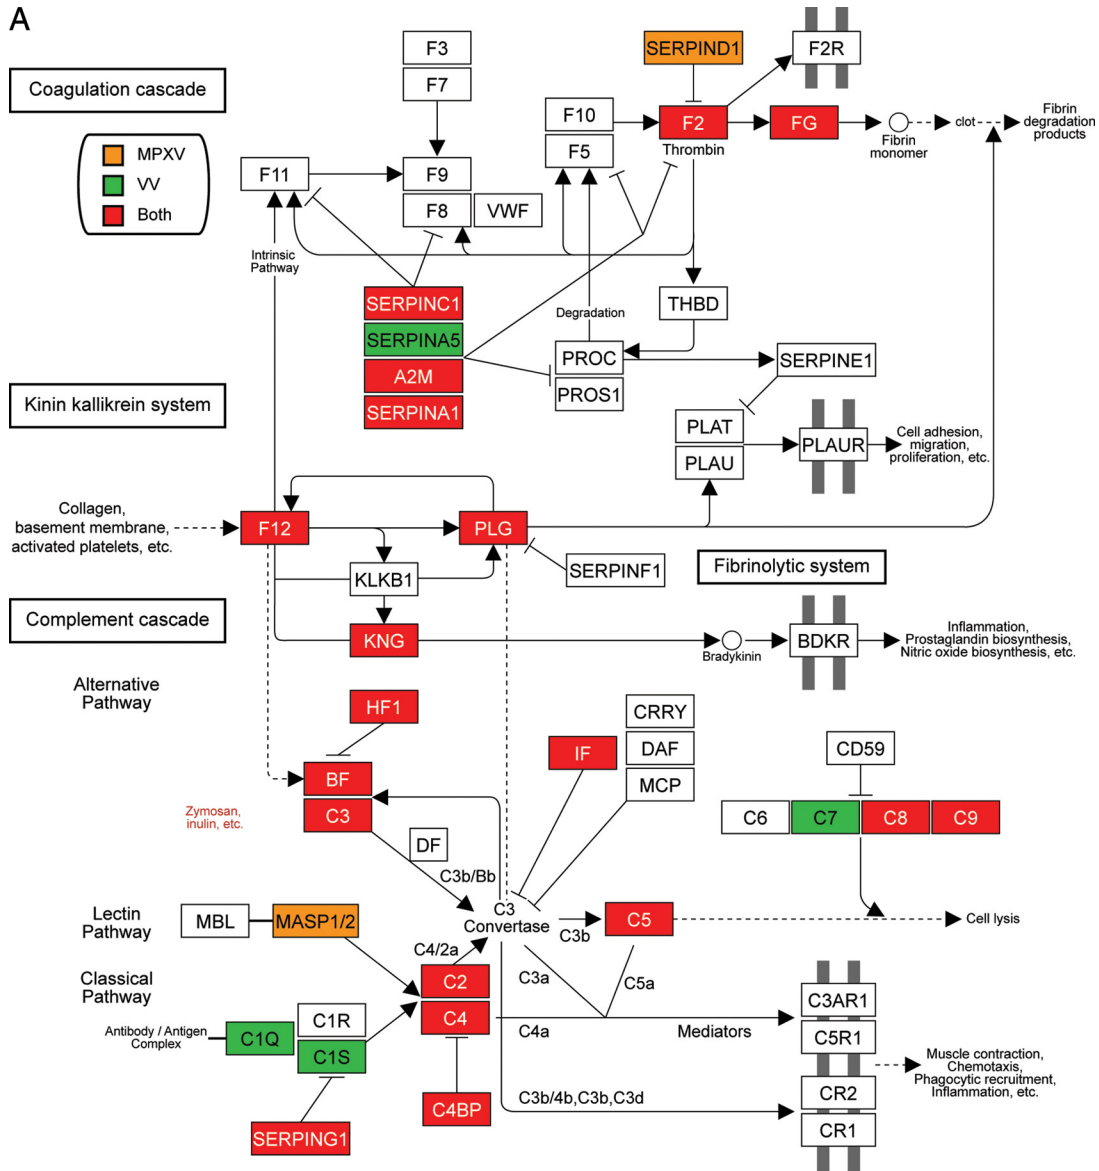 A
Coagulation cascade
MPXV
VV
Both
F3
F7
SERPIND1
F2R
F10
F5
F2
Thrombin
FG
Fibrin
monomer
clot
Fibrin
degradation
products
F11
F9
F8
VWF
Intrinsic
Pathway
SERPINC1
SERPINA5
A2M
SERPINA1
Degradation
THBD
PROC
PROS1
SERPINE1
Kinin kallikrein system
PLAT
PLAU
PLAUR
Cell adhesion,
migration,
proliferation, etc.
Collagen,
basement membrane,
activated platelets, etc.
F12
PLG
KLKB1
SERPINF1
Fibrinolytic system
Complement cascade
KNG
Bradykinin
BDKR
Inflammation,
Prostaglandin biosynthesis,
Nitric oxide biosynthesis, etc.
Alternative
Pathway
HF1
BF
C3
Zymosan,
inulin, etc.
DF
C3b/Bb
IF
CRRY
DAF
MCP
CD59
C6
C7
C8
C9
Lectin
Pathway
MBL
MASP1/2
C3
Convertase
C3b
C5
Cell lysis
C4/2a
Classical
Pathway
C2
C4
C3a
C5a
C4a
Mediators
C3AR1
C5R1
CR2
CR1
Antibody / Antigen
Complex
C1Q
C1R
C1S
Muscle contraction,
Chemotaxis,
Phagocytic recruitment,
Inflammation, etc.
C4BP
C3b/4b,C3b,C3d
SERPING1